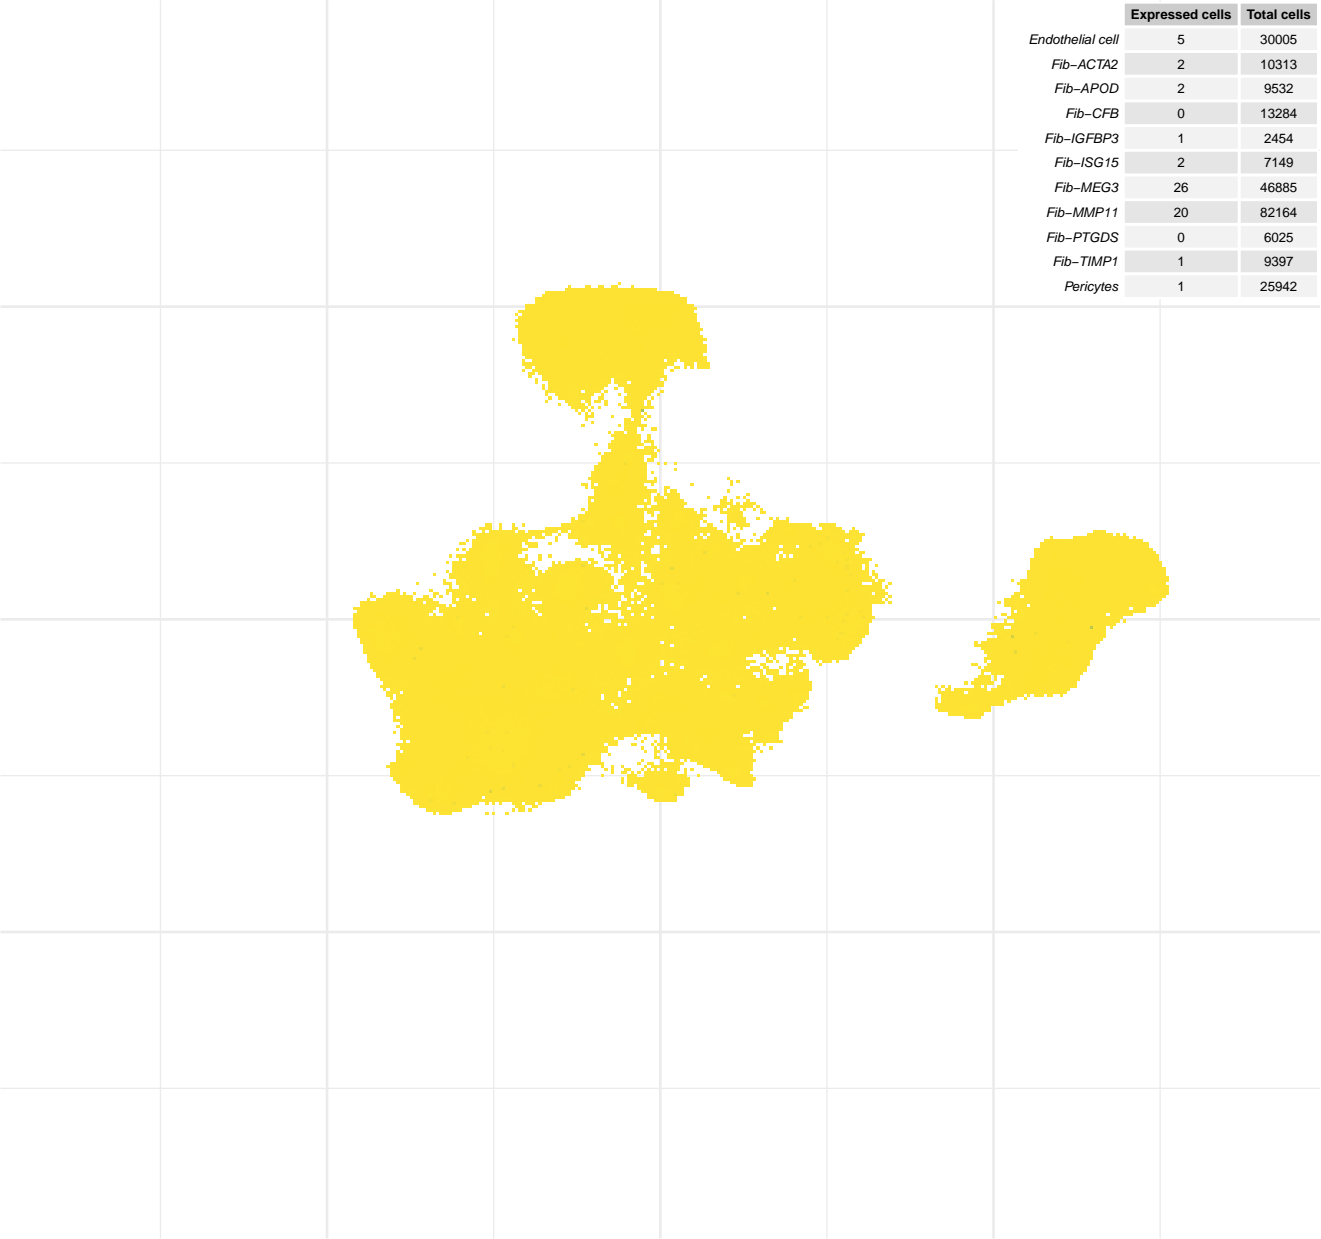 Expressed cells Total cells
Endothelial cell 5 30005
Fib−ACTA2 2 10313
Fib−APOD 2 9532
Fib−CFB 0 13284
Fib−IGFBP3 1 2454
Fib−ISG15 2 7149
Fib−MEG3 26 46885
Fib−MMP11 20 82164
Fib−PTGDS 0 6025
Fib−TIMP1 1 9397
Pericytes 1 25942